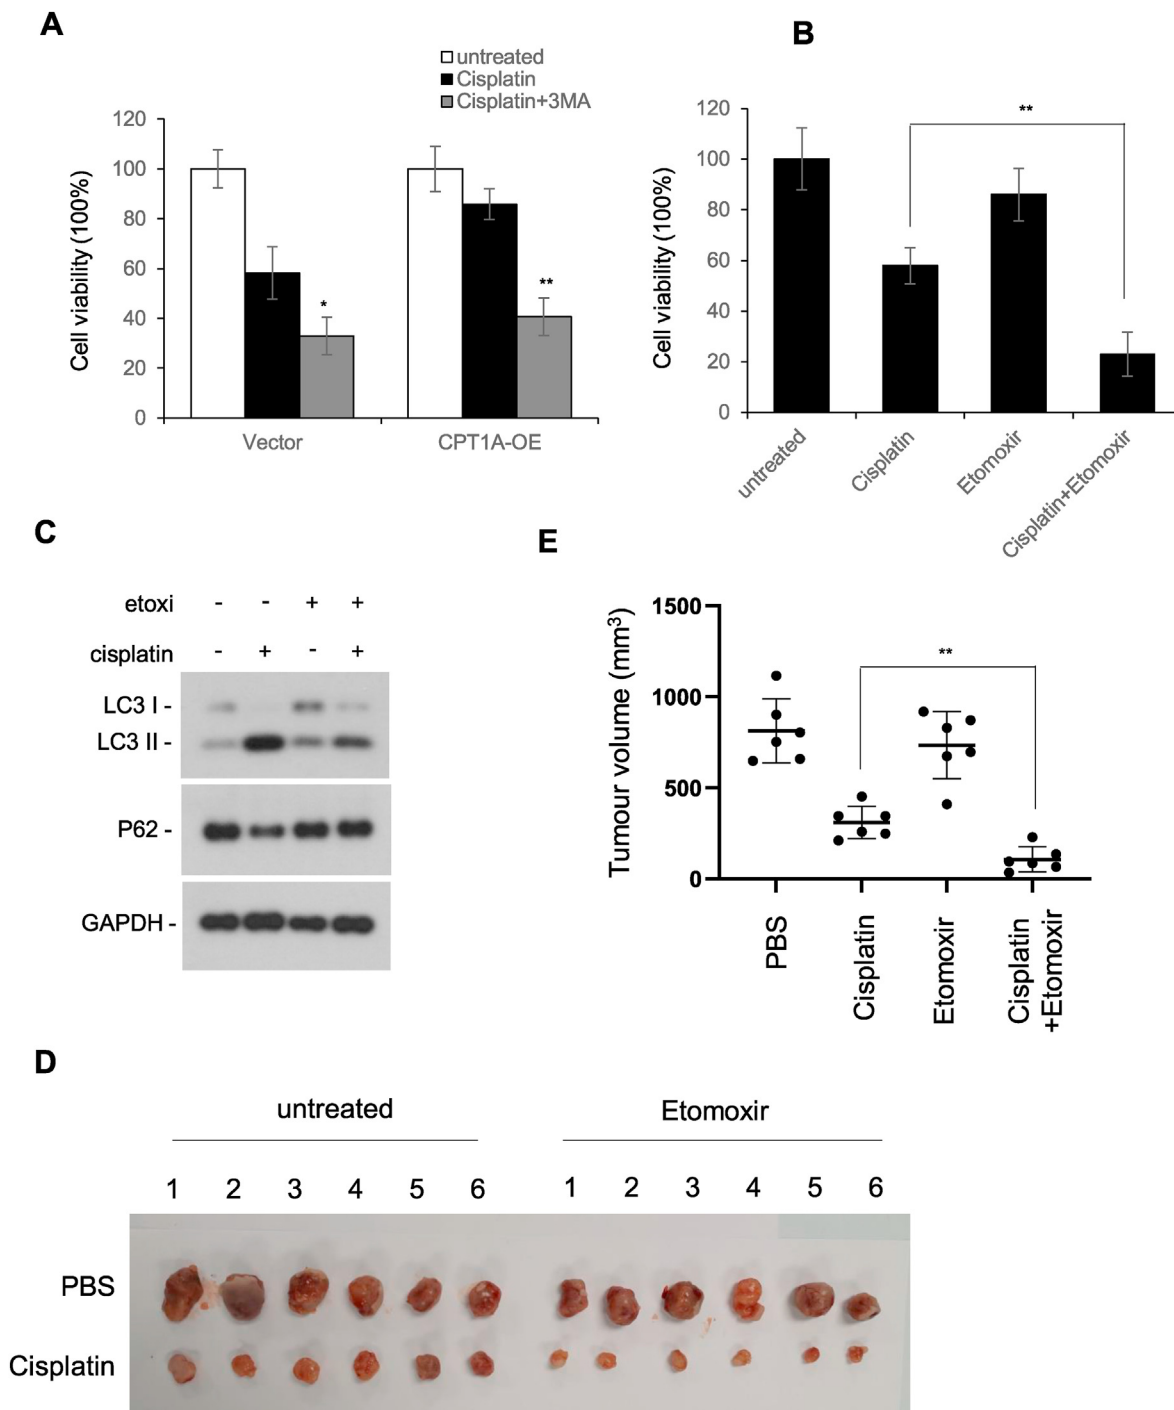 A
untreated
Cisplatin
Cisplatin+3MA
Cell viability (100%)
120
100
80
60
40
20
0
*
**
Vector
CPT1A-OE
B
Cell viability (100%)
120
100
80
60
40
20
0
**
untreated
Cisplatin
Etomoxir
Cisplatin+Etomoxir
C
etoxi - - + +
cisplatin - + - +
LC3 I -
LC3 II -
P62 -
GAPDH -
E
Tumour volume (mm³)
1500
1000
500
0
**
PBS
Cisplatin
Etomoxir
Cisplatin
+Etomoxir
D
untreated
Etomoxir
1 2 3 4 5 6 1 2 3 4 5 6
PBS
Cisplatin